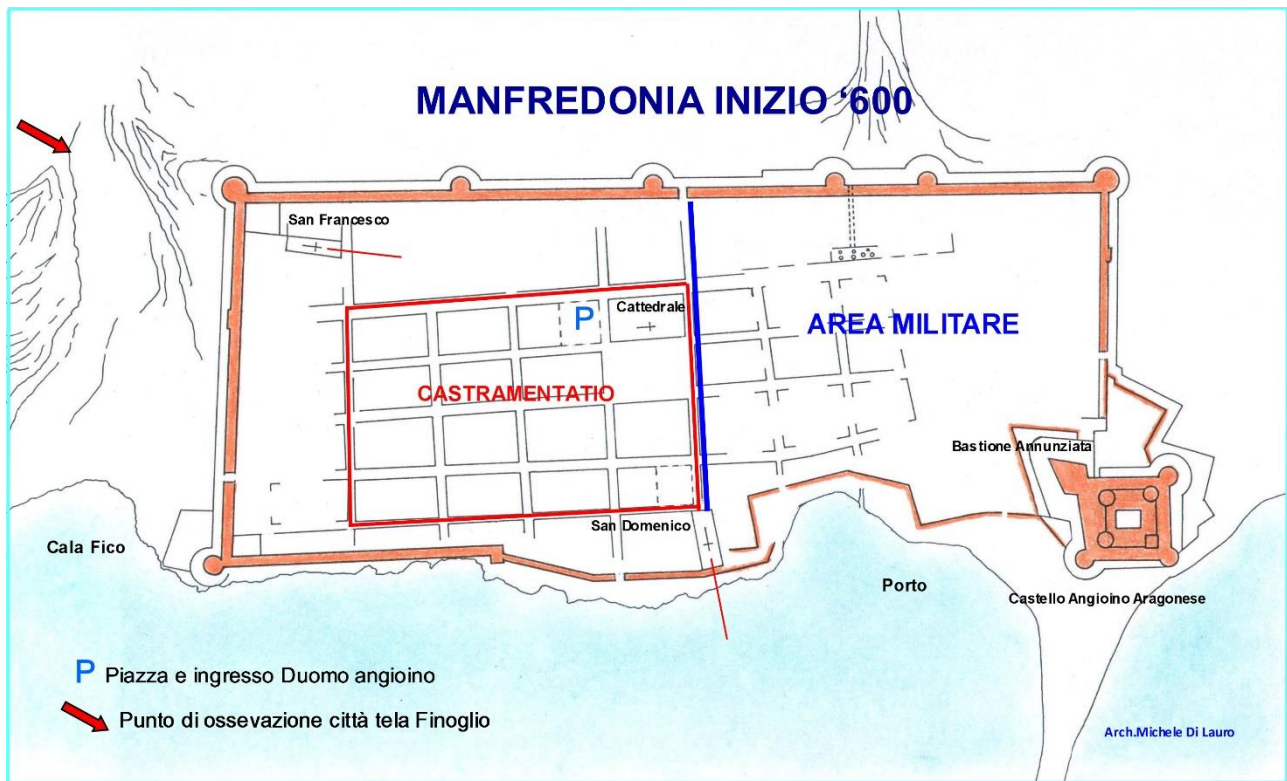 MANFREDONIA INIZIO ‘600
San Francesco
P
Cattedrale
AREA MILITARE
CASTRAMENTATIO
Bastione Annunziata
San Domenico
Cala Fico
Porto
Castello Angioino Aragonese
P Piazza e ingresso Duomo angioino
Punto di ossevazione città tela Finoglio
Arch.Michele Di Lauro